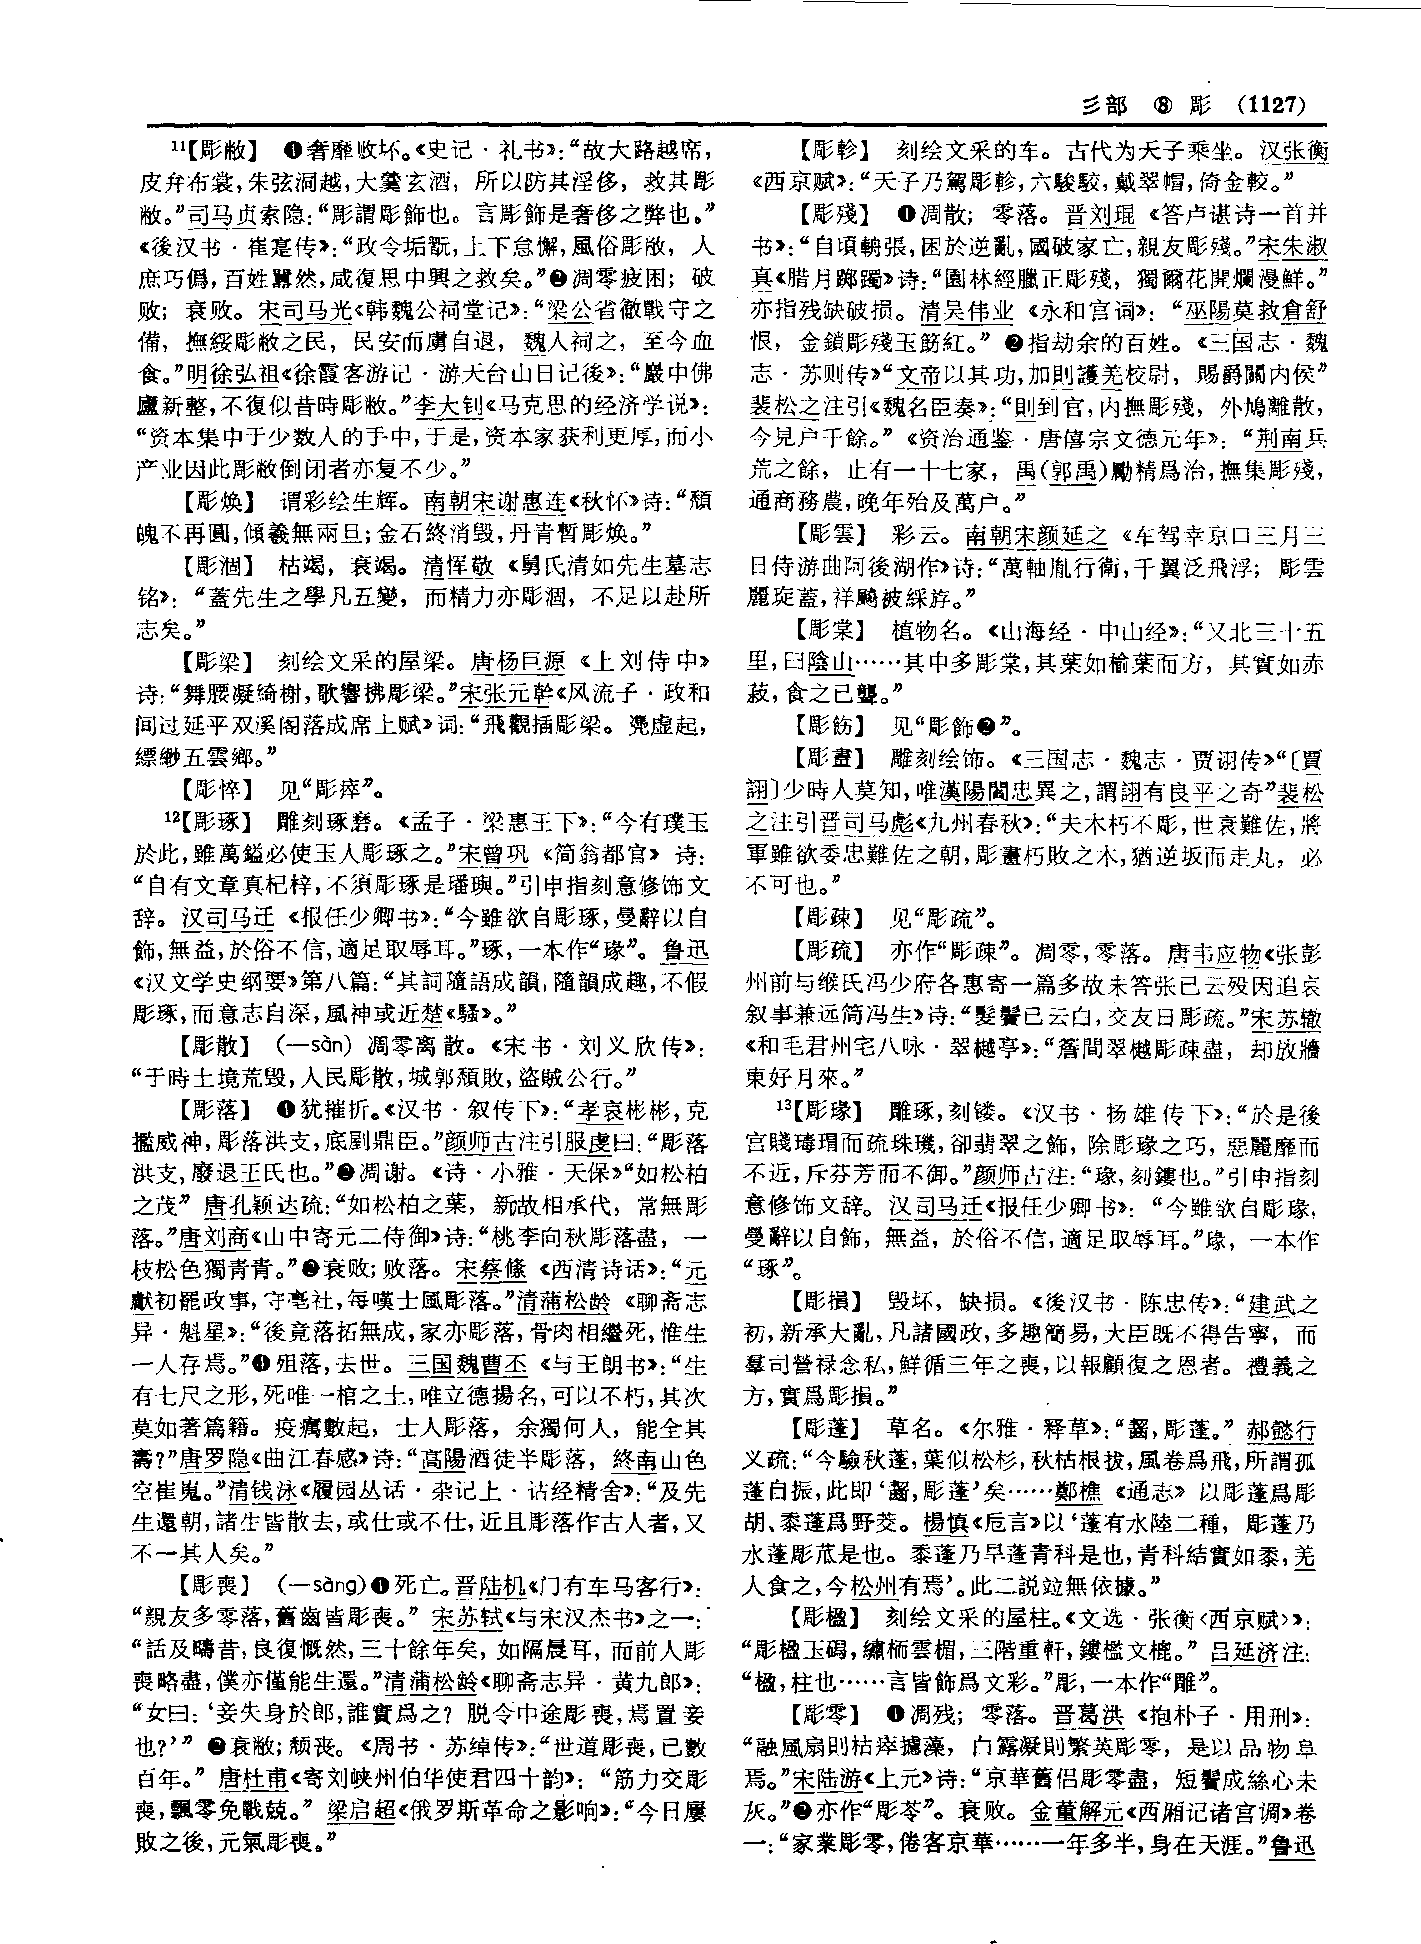 彡部 ⑧ 彫 (1127)
¹¹【彫敝】 ❶奢靡败坏。《史记·礼书》:“故大路越席,
皮弁布裳,朱弦洞越,大羹玄酒,所以防其淫侈,救其彫
敝。”司马贞索隐:“彫謂彫飾也。言彫飾是奢侈之弊也。”
《後汉书·崔寔传》:“政令垢翫,上下怠懈,風俗彫敝,人
庶巧僞,百姓囂然,咸復思中興之救矣。”❷凋零疲困;破
败;衰败。宋司马光《韩魏公祠堂记》:“梁公省徹戰守之
備,撫綏彫敝之民,民安而虜自退,魏人祠之,至今血
食。”明徐弘祖《徐霞客游记·游天台山日记後》:“巖中佛
廬新整,不復似昔時彫敝。”李大钊《马克思的经济学说》:
“资本集中于少数人的手中,于是,资本家获利更厚,而小
产业因此彫敝倒闭者亦复不少。”
【彫焕】 谓彩绘生辉。南朝宋谢惠连《秋怀》诗:“頹
魄不再圓,傾羲無兩旦;金石終消毁,丹青暫彫焕。”
【彫涸】 枯竭,衰竭。清恽敬《舅氏清如先生墓志
铭》:“蓋先生之學凡五變,而精力亦彫涸,不足以赴所
志矣。”
【彫梁】 刻绘文采的屋梁。唐杨巨源《上刘侍中》
诗:“舞腰凝綺榭,歌響拂彫梁。”宋张元幹《风流子·政和
间过延平双溪阁落成席上赋》词:“飛觀插彫梁。凭虚起,
縹緲五雲鄉。”
【彫悴】 见“彫瘁”。
¹²【彫琢】 雕刻琢磨。《孟子·梁惠王下》:“今有璞玉
於此,雖萬鎰必使玉人彫琢之。”宋曾巩《简翁都官》诗:
“自有文章真杞梓,不須彫琢是璠璵。”引申指刻意修饰文
辞。汉司马迁《报任少卿书》:“今雖欲自彫琢,曼辭以自
飾,無益,於俗不信,適足取辱耳。”琢,一本作“瑑”。鲁迅
《汉文学史纲要》第八篇:“其詞隨語成韻,隨韻成趣,不假
彫琢,而意志自深,風神或近楚《騷》。”
【彫散】 (—sàn) 凋零离散。《宋书·刘义欣传》:
“于時土境荒毁,人民彫散,城郭頹敗,盜賊公行。”
【彫落】 ❶犹摧折。《汉书·叙传下》:“孝哀彬彬,克
攬威神,彫落洪支,底剭鼎臣。”颜师古注引服虔曰:“彫落
洪支,廢退王氏也。”❷凋谢。《诗·小雅·天保》“如松柏
之茂”唐孔颖达疏:“如松柏之葉,新故相承代,常無彫
落。”唐刘商《山中寄元二侍御》诗:“桃李向秋彫落盡,一
枝松色獨青青。”❸衰败;败落。宋蔡絛《西清诗话》:“元
獻初罷政事,守亳社,每嘆士風彫落。”清蒲松龄《聊斋志
异·魁星》:“後竟落拓無成,家亦彫落,骨肉相繼死,惟生
一人存焉。”❹殂落,去世。三国魏曹丕《与王朗书》:“生
有七尺之形,死唯一棺之土,唯立德揚名,可以不朽,其次
莫如著篇籍。疫癘數起,士人彫落,余獨何人,能全其
壽?”唐罗隐《曲江春感》诗:“高陽酒徒半彫落,終南山色
空崔嵬。”清钱泳《履园丛话·杂记上·诂经精舍》:“及先
生還朝,諸生皆散去,或仕或不仕,近且彫落作古人者,又
不一其人矣。”
【彫喪】 (—sàng)❶死亡。晋陆机《门有车马客行》:
“親友多零落,舊齒皆彫喪。”宋苏轼《与宋汉杰书》之一:
“話及疇昔,良復慨然,三十餘年矣,如隔晨耳,而前人彫
喪略盡,僕亦僅能生還。”清蒲松龄《聊斋志异·黄九郎》:
“女曰:‘妾失身於郎,誰實爲之?脱令中途彫喪,焉置妾
也?’”❷衰敝;颓丧。《周书·苏绰传》:“世道彫喪,已數
百年。”唐杜甫《寄刘峡州伯华使君四十韵》:“筋力交彫
喪,飄零免戰兢。”梁启超《俄罗斯革命之影响》:“今日屢
敗之後,元氣彫喪。”
【彫軫】 刻绘文采的车。古代为天子乘坐。汉张衡
《西京赋》:“天子乃駕彫軫,六駿駮,戴翠帽,倚金較。”
【彫殘】 ❶凋散;零落。晋刘琨《答卢谌诗一首并
书》:“自頃輈張,困於逆亂,國破家亡,親友彫殘。”宋朱淑
真《腊月踯躅》诗:“園林經臘正彫殘,獨爾花開爛漫鮮。”
亦指残缺破损。清吴伟业《永和宫词》:“巫陽莫救倉舒
恨,金鎖彫殘玉筯紅。”❷指劫余的百姓。《三国志·魏
志·苏则传》“文帝以其功,加則護羌校尉,賜爵關内侯”
裴松之注引《魏名臣奏》:“則到官,内撫彫殘,外鳩離散,
今見户千餘。”《资治通鉴·唐僖宗文德元年》:“荆南兵
荒之餘,止有一十七家,禹(郭禹)勵精爲治,撫集彫殘,
通商務農,晚年殆及萬户。”
【彫雲】 彩云。南朝宋颜延之《车驾幸京口三月三
日侍游曲阿後湖作》诗:“萬軸胤行衛,千翼泛飛浮;彫雲
麗琁蓋,祥飈被綵斿。”
【彫棠】 植物名。《山海经·中山经》:“又北三十五
里,曰陰山……其中多彫棠,其葉如榆葉而方,其實如赤
菽,食之已聾。”
【彫飭】 见“彫飾❷”。
【彫畫】 雕刻绘饰。《三国志·魏志·贾诩传》“〔賈
詡〕少時人莫知,唯漢陽閻忠異之,謂詡有良平之奇”裴松
之注引晋司马彪《九州春秋》:“夫木朽不彫,世衰難佐,將
軍雖欲委忠難佐之朝,彫畫朽敗之木,猶逆坂而走丸,必
不可也。”
【彫疎】 见“彫疏”。
【彫疏】 亦作“彫疎”。凋零,零落。唐韦应物《张彭
州前与缑氏冯少府各惠寄一篇多故未答张已云殁因追哀
叙事兼远简冯生》诗:“髪鬢已云白,交友日彫疏。”宋苏辙
《和毛君州宅八咏·翠樾亭》:“簷間翠樾彫疎盡,却放牆
東好月來。”
¹³【彫瑑】 雕琢,刻镂。《汉书·杨雄传下》:“於是後
宫賤瑇瑁而疏珠璣,卻翡翠之飾,除彫瑑之巧,惡麗靡而
不近,斥芬芳而不御。”颜师古注:“瑑,刻鏤也。”引申指刻
意修饰文辞。汉司马迁《报任少卿书》:“今雖欲自彫瑑,
曼辭以自飾,無益,於俗不信,適足取辱耳。”瑑,一本作
“琢”。
【彫損】 毁坏,缺损。《後汉书·陈忠传》:“建武之
初,新承大亂,凡諸國政,多趣簡易,大臣既不得告寧,而
羣司營禄念私,鮮循三年之喪,以報顧復之恩者。禮義之
方,實爲彫損。”
【彫蓬】 草名。《尔雅·释草》:“齧,彫蓬。”郝懿行
义疏:“今驗秋蓬,葉似松杉,秋枯根拔,風卷爲飛,所謂孤
蓬自振,此即‘齧,彫蓬’矣……鄭樵《通志》以彫蓬爲彫
胡、黍蓬爲野茭。楊慎《卮言》以‘蓬有水陸二種,彫蓬乃
水蓬彫苽是也。黍蓬乃旱蓬青科是也,青科結實如黍,羌
人食之,今松州有焉’。此二説竝無依據。”
【彫楹】 刻绘文采的屋柱。《文选·张衡〈西京赋〉》:
“彫楹玉磶,繡栭雲楣,三階重軒,鏤檻文㮰。”吕延济注:
“楹,柱也……言皆飾爲文彩。”彫,一本作“雕”。
【彫零】 ❶凋残;零落。晋葛洪《抱朴子·用刑》:
“融風扇則枯瘁攄藻,白露凝則繁英彫零,是以品物阜
焉。”宋陆游《上元》诗:“京華舊侣彫零盡,短鬢成絲心未
灰。”❷亦作“彫苓”。衰败。金董解元《西厢记诸宫调》卷
一:“家業彫零,倦客京華……一年多半,身在天涯。”鲁迅